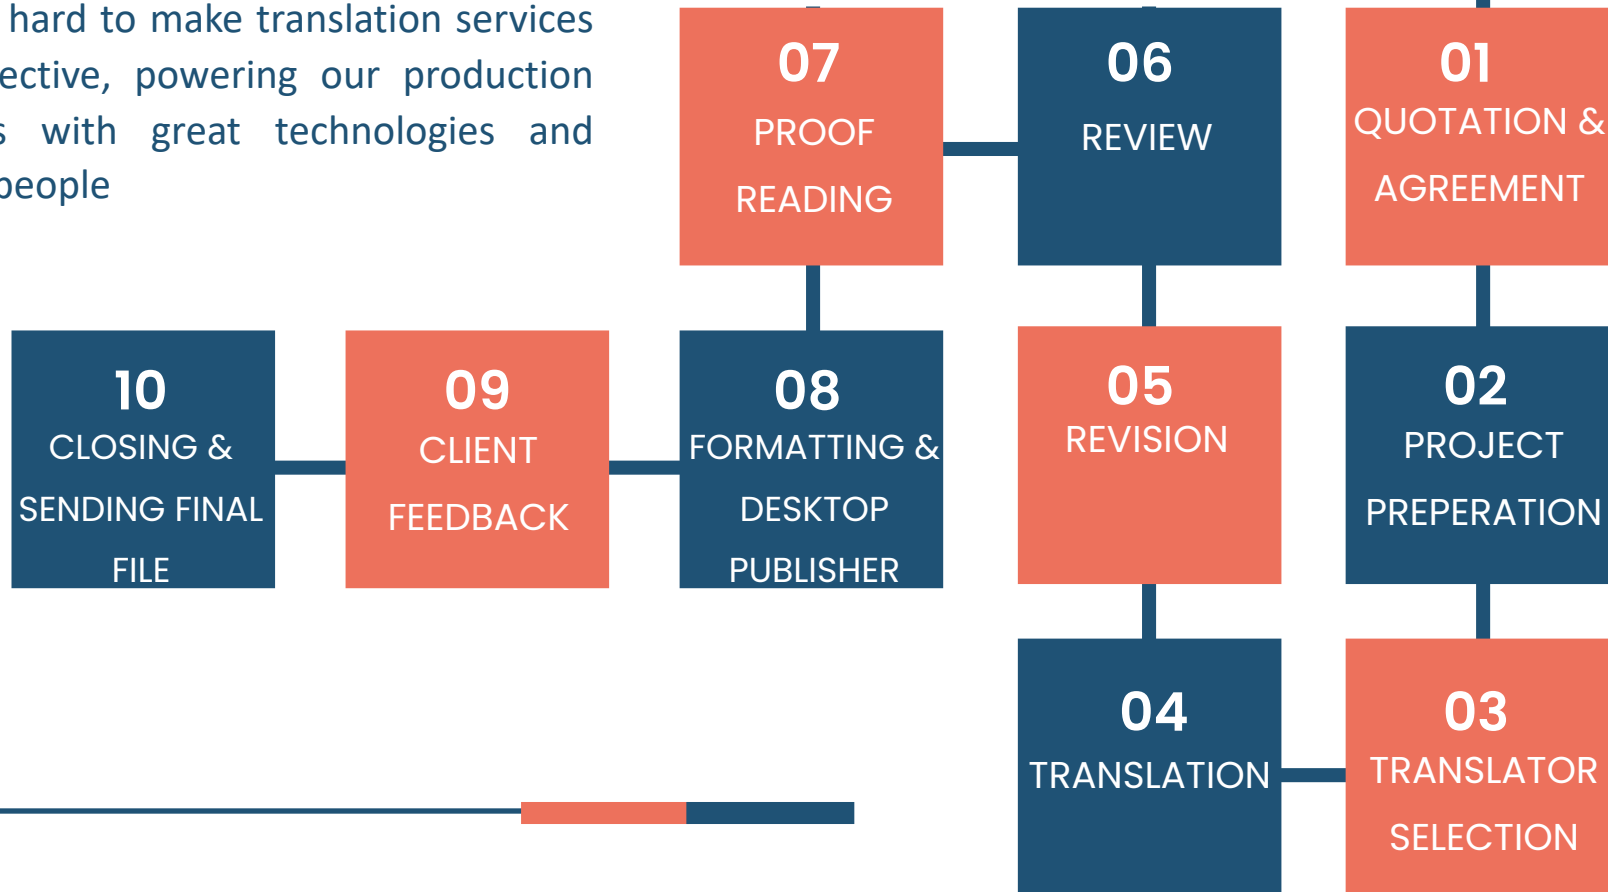 hard to make translation services
ective, powering our production
s with great technologies and
people
07
PROOF
READING
06
REVIEW
01
QUOTATION &
AGREEMENT
10
CLOSING &
SENDING FINAL
FILE
09
CLIENT
FEEDBACK
08
FORMATTING &
DESKTOP
PUBLISHER
05
REVISION
02
PROJECT
PREPERATION
04
TRANSLATION
03
TRANSLATOR
SELECTION